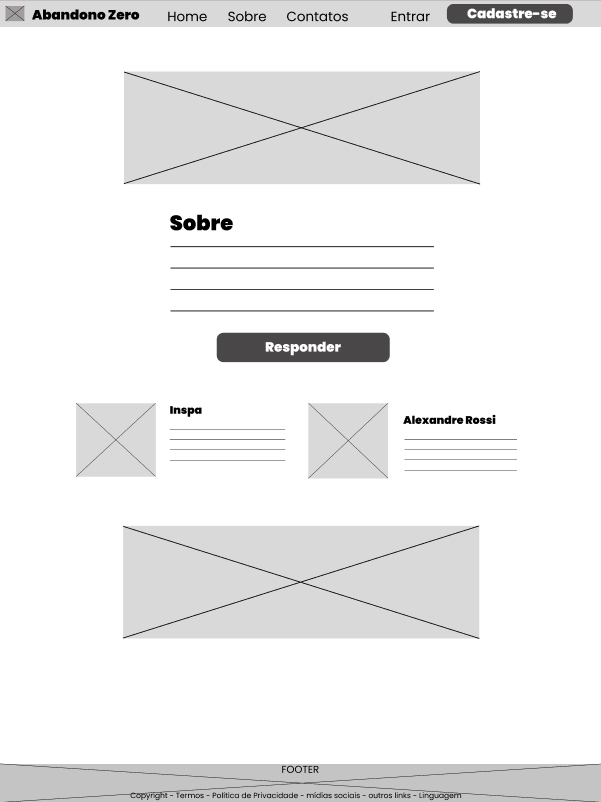 Abandono Zero Home Sobre Contatos Entrar Cadastre-se
Sobre
Responder
Inspa
Alexandre Rossi
FOOTER
Copyright - Termos - Politica de Privacidade - mídias sociais - outros links - Linguagem